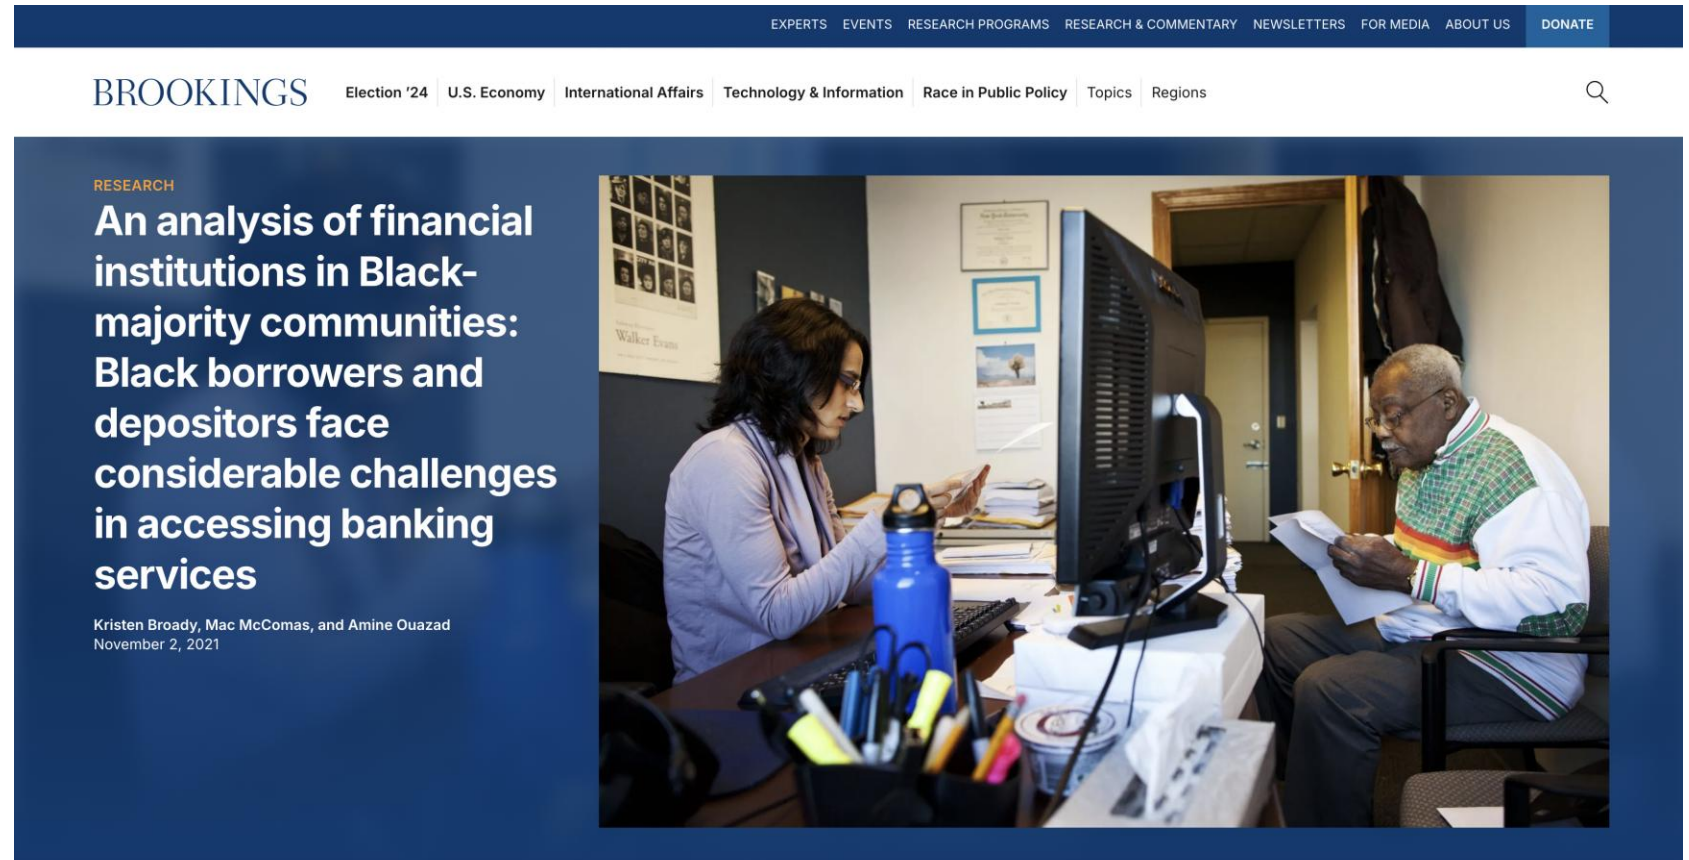 EXPERTS EVENTS RESEARCH PROGRAMS RESEARCH & COMMENTARY NEWSLETTERS FOR MEDIA ABOUT US DONATE
BROOKINGS Election '24 U.S. Economy International Affairs Technology & Information Race in Public Policy Topics Regions
RESEARCH
An analysis of financial
institutions in Black-
majority communities:
Black borrowers and
depositors face
considerable challenges
in accessing banking
services
Kristen Broady, Mac McComas, and Amine Ouazad
November 2, 2021
Walker Evans